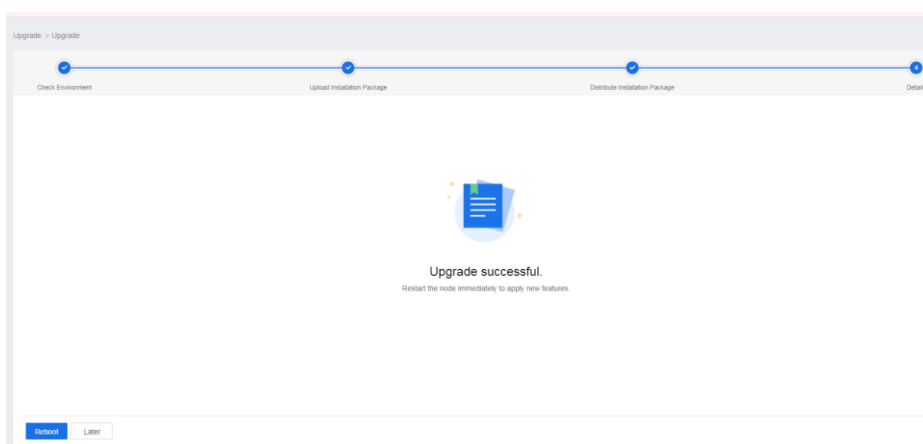 Upgrade > Upgrade
4
Check Environment
Upload Installation Package
Distribute Installation Package
Detail
Upgrade successful.
Restart the node immediately to apply new features.
Reboot
Later